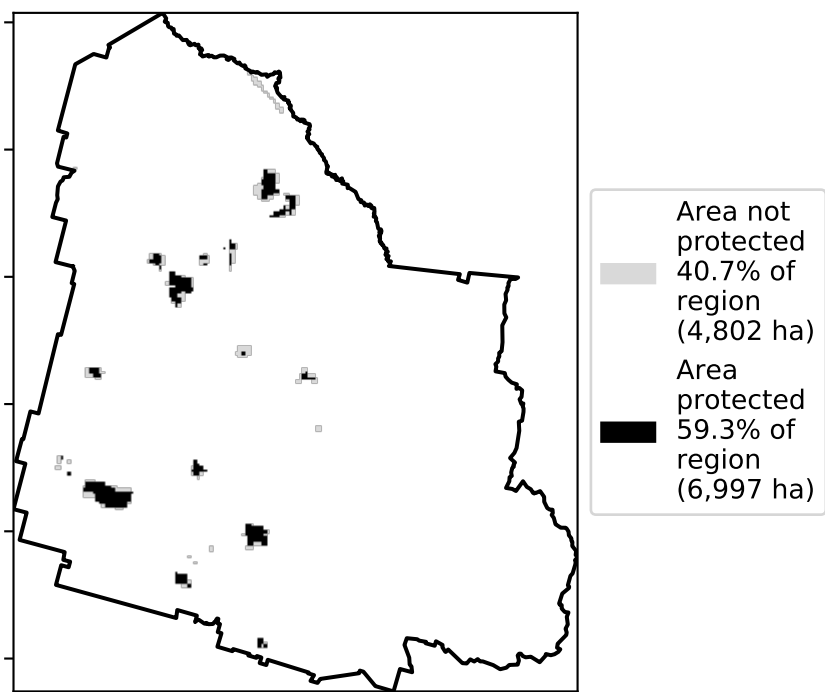 Area not
protected
40.7% of
region
(4,802 ha)
Area
protected
59.3% of
region
(6,997 ha)